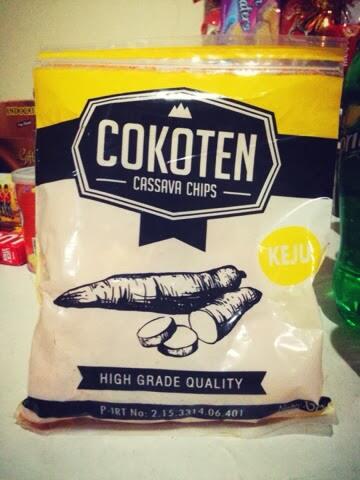 COKOTEN
CASSAVA CHIPS
KEJU
HIGH GRADE QUALITY
P-IRT No: 2.15.3314.06.401